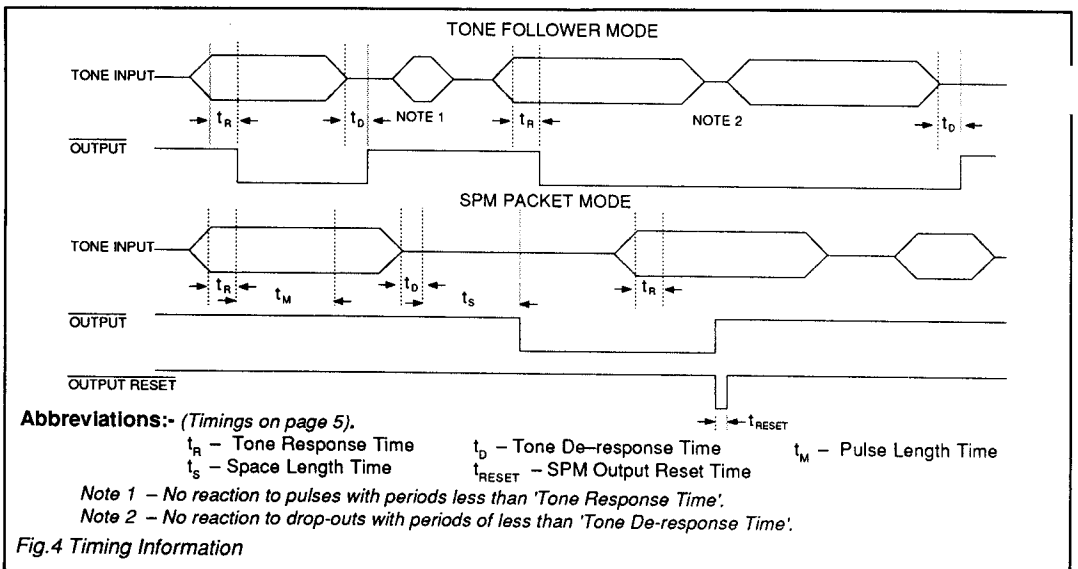 TONE FOLLOWER MODE
TONE INPUT
tR tD NOTE 1 tR NOTE 2 tD
OUTPUT
SPM PACKET MODE
TONE INPUT
tR tM tD tS tR
OUTPUT
OUTPUT RESET
tRESET
Abbreviations:- (Timings on page 5).
tR – Tone Response Time tD – Tone De–response Time tM – Pulse Length Time
tS – Space Length Time tRESET – SPM Output Reset Time
Note 1 – No reaction to pulses with periods less than 'Tone Response Time'.
Note 2 – No reaction to drop-outs with periods of less than 'Tone De-response Time'.
Fig.4 Timing Information